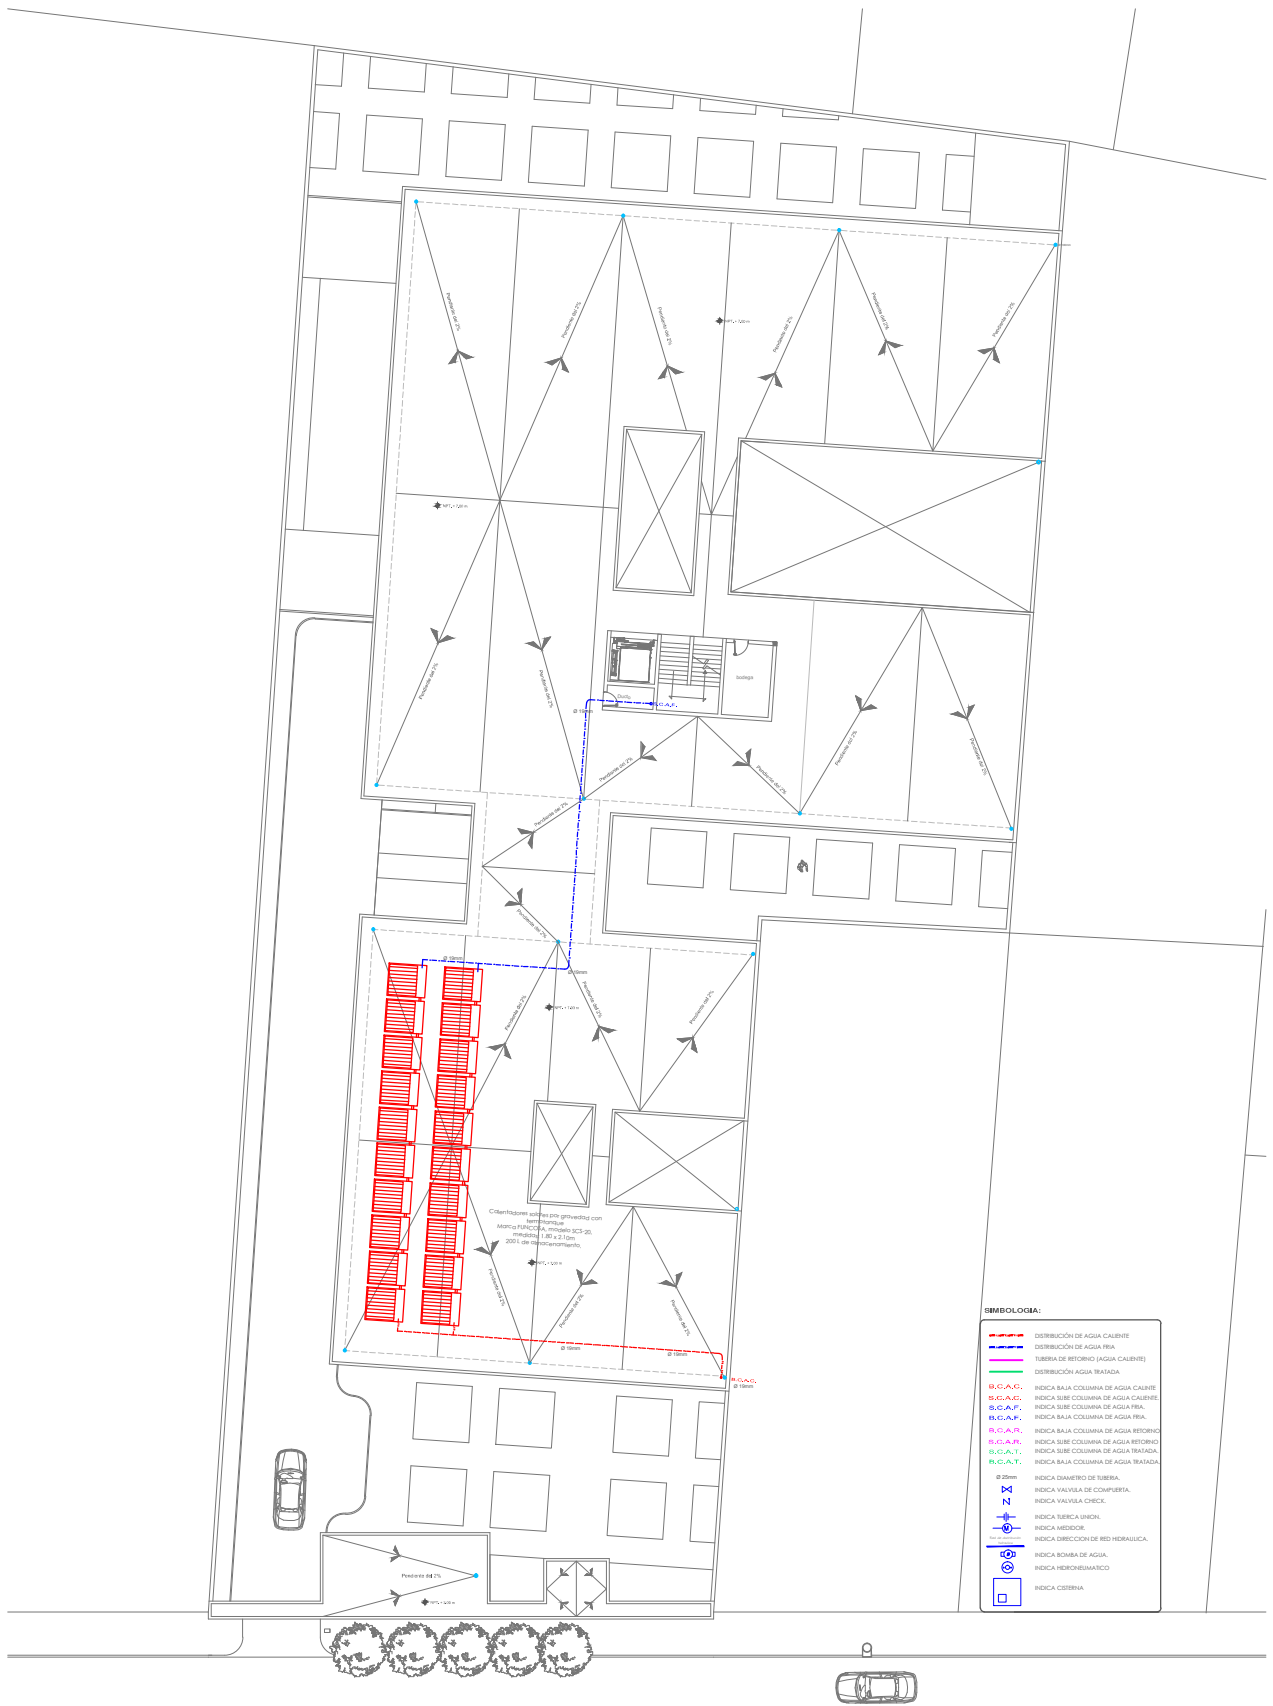 Pendiente del 2%
Pendiente del 2%
Pendiente del 2%
Pendiente del 2%
Pendiente del 2%
Pendiente del 2%
Pendiente del 2%
Pendiente del 2%
bodega
Ducto
S.C.A.F.
Ø 19mm
Pendiente del 2%
Pendiente del 2%
Pendiente del 2%
Pendiente del 2%
Pendiente del 2%
Pendiente del 2%
Ø 19mm
Ø 19mm
Pendiente del 2%
Pendiente del 2%
Pendiente del 2%
Calentadores solares por gravedad con
termotanque
medidas 1.80 x 2.10m
200 L de almacenamiento.
Pendiente del 2%
Pendiente del 2%
Pendiente del 2%
Ø 19mm
Ø 19mm
B.C.A.C.
Ø 19mm
Pendiente del 2%
SIMBOLOGIA:
DISTRIBUCIÓN DE AGUA CALIENTE
DISTRIBUCIÓN DE AGUA FRIA
TUBERIA DE RETORNO (AGUA CALIENTE)
DISTRIBUCIÓN AGUA TRATADA
B.C.A.C. INDICA BAJA COLUMNA DE AGUA CALINTE
S.C.A.C. INDICA SUBE COLUMNA DE AGUA CALIENTE.
S.C.A.F. INDICA SUBE COLUMNA DE AGUA FRIA.
B.C.A.F. INDICA BAJA COLUMNA DE AGUA FRIA.
B.C.A.R. INDICA BAJA COLUMNA DE AGUA RETORNO
S.C.A.R. INDICA SUBE COLUMNA DE AGUA RETORNO
S.C.A.T. INDICA SUBE COLUMNA DE AGUA TRATADA.
B.C.A.T. INDICA BAJA COLUMNA DE AGUA TRATADA.
Ø 25mm INDICA DIAMETRO DE TUBERIA.
INDICA VALVULA DE COMPUERTA.
N INDICA VALVULA CHECK.
INDICA TUERCA UNION.
M INDICA MEDIDOR.
INDICA DIRECCION DE RED HIDRAULICA.
INDICA BOMBA DE AGUA.
INDICA HIDRONEUMATICO
INDICA CISTERNA